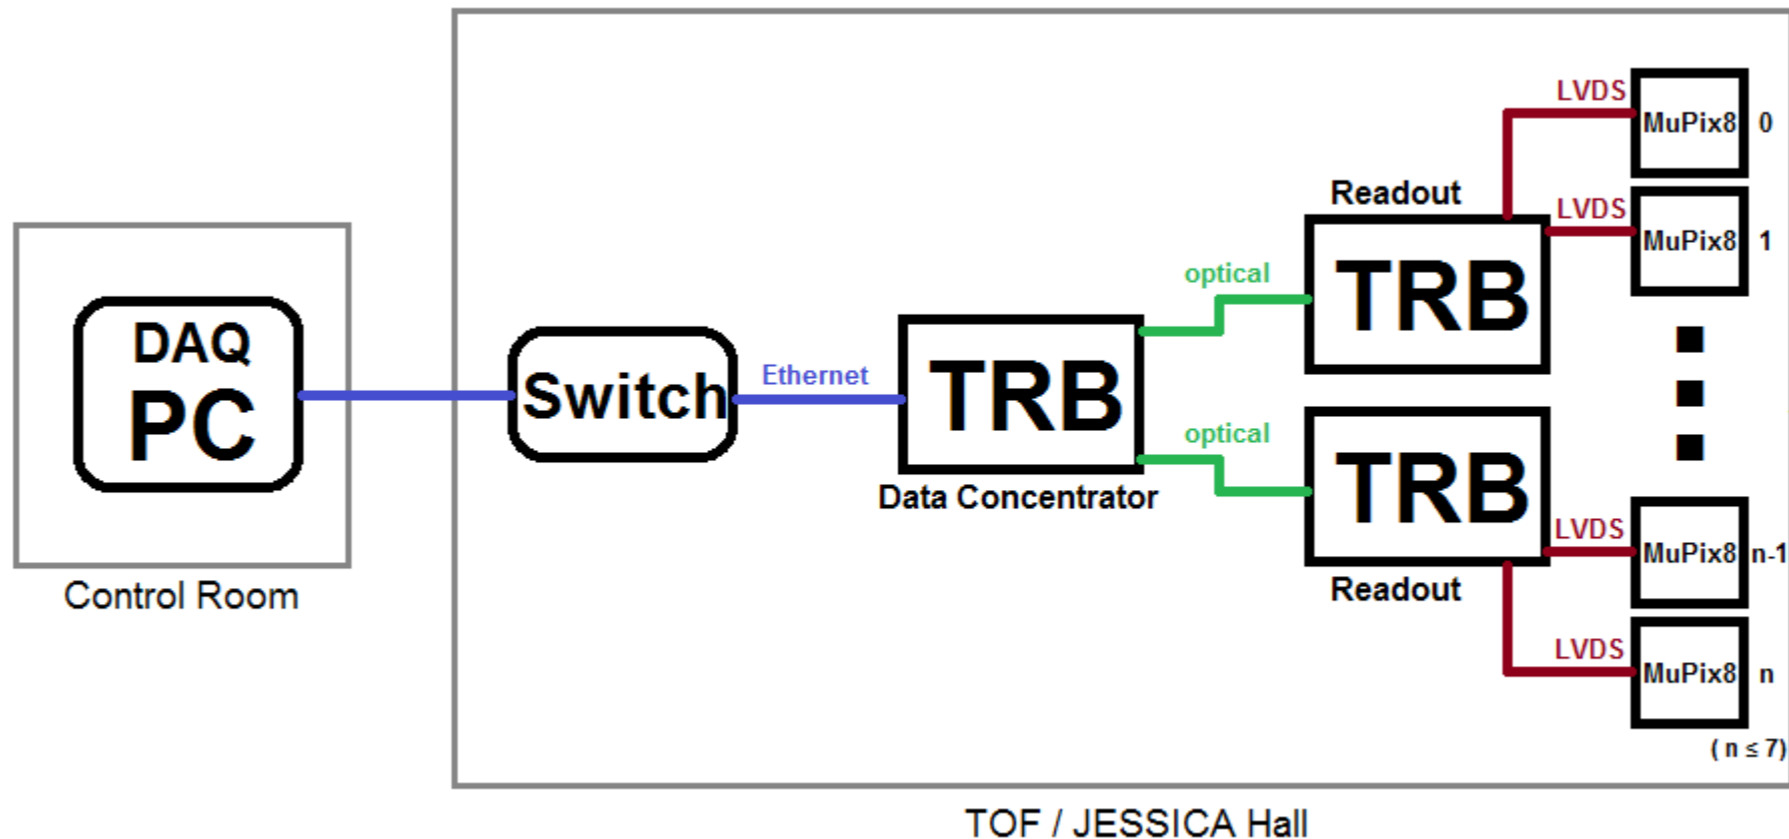 DAQ
PC
Control Room
Switch
Ethernet
TRB
Data Concentrator
optical
optical
Readout
TRB
TRB
Readout
LVDS
MuPix8 0
LVDS
MuPix8 1
LVDS
MuPix8 n-1
LVDS
MuPix8 n
( n ≤ 7)
TOF / JESSICA Hall